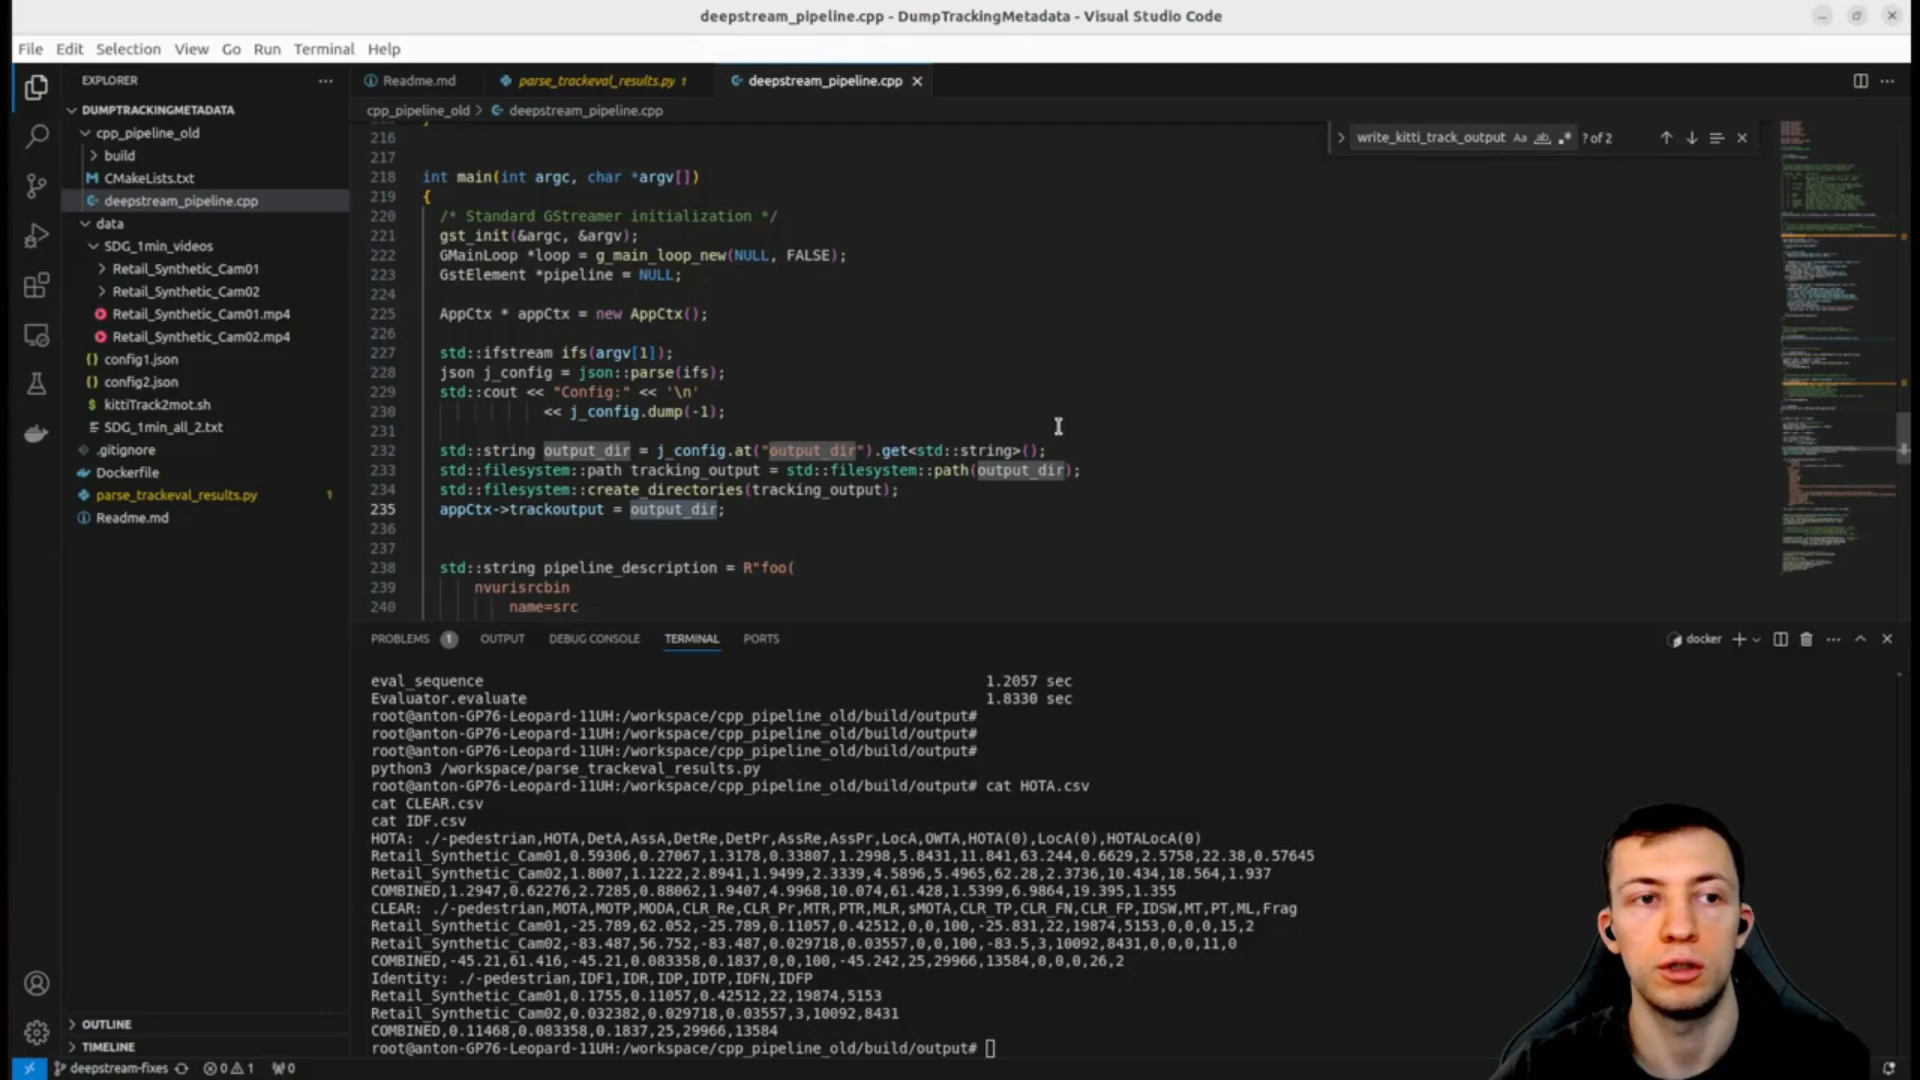 deepstream_pipeline.cpp - DumpTrackingMetadata - Visual Studio Code
File Edit Selection View Go Run Terminal Help
EXPLORER
DUMPTRACKINGMETADATA
cpp_pipeline_old
build
CMakeLists.txt
deepstream_pipeline.cpp
data
SDG_1min_videos
Retail_Synthetic_Cam01
Retail_Synthetic_Cam02
Retail_Synthetic_Cam01.mp4
Retail_Synthetic_Cam02.mp4
config1.json
config2.json
kittiTrack2mot.sh
SDG_1min_all_2.txt
.gitignore
Dockerfile
parse_trackeval_results.py 1
Readme.md
OUTLINE
TIMELINE
Readme.md parse_trackeval_results.py 1 deepstream_pipeline.cpp
cpp_pipeline_old > deepstream_pipeline.cpp
write_kitti_track_output Aa ab ? of 2
216
217
218 int main(int argc, char *argv[])
219 {
220 /* Standard GStreamer initialization */
221 gst_init(&argc, &argv);
222 GMainLoop *loop = g_main_loop_new(NULL, FALSE);
223 GstElement *pipeline = NULL;
224
225 AppCtx * appCtx = new AppCtx();
226
227 std::ifstream ifs(argv[1]);
228 json j_config = json::parse(ifs);
229 std::cout << "Config:" << '\n'
230 << j_config.dump(-1);
231
232 std::string output_dir = j_config.at("output_dir").get<std::string>();
233 std::filesystem::path tracking_output = std::filesystem::path(output_dir);
234 std::filesystem::create_directories(tracking_output);
235 appCtx->trackoutput = output_dir;
236
237
238 std::string pipeline_description = R"foo(
239 nvurisrcbin
240 name=src
PROBLEMS 1 OUTPUT DEBUG CONSOLE TERMINAL PORTS docker
eval_sequence 1.2057 sec
Evaluator.evaluate 1.8330 sec
root@anton-GP76-Leopard-11UH:/workspace/cpp_pipeline_old/build/output#
root@anton-GP76-Leopard-11UH:/workspace/cpp_pipeline_old/build/output#
root@anton-GP76-Leopard-11UH:/workspace/cpp_pipeline_old/build/output#
python3 /workspace/parse_trackeval_results.py
root@anton-GP76-Leopard-11UH:/workspace/cpp_pipeline_old/build/output# cat HOTA.csv
cat CLEAR.csv
cat IDF.csv
HOTA: ./-pedestrian,HOTA,DetA,AssA,DetRe,DetPr,AssRe,AssPr,LocA,OWTA,HOTA(0),LocA(0),HOTALocA(0)
Retail_Synthetic_Cam01,0.59306,0.27067,1.3178,0.33807,1.2998,5.8431,11.841,63.244,0.6629,2.5758,22.38,0.57645
Retail_Synthetic_Cam02,1.8007,1.1222,2.8941,1.9499,2.3339,4.5896,5.4965,62.28,2.3736,10.434,18.564,1.937
COMBINED,1.2947,0.62276,2.7285,0.88062,1.9407,4.9968,10.074,61.428,1.5399,6.9864,19.395,1.355
CLEAR: ./-pedestrian,MOTA,MOTP,MODA,CLR_Re,CLR_Pr,MTR,PTR,MLR,sMOTA,CLR_TP,CLR_FN,CLR_FP,IDSW,MT,PT,ML,Frag
Retail_Synthetic_Cam01,-25.789,62.052,-25.789,0.11057,0.42512,0,0,100,-25.831,22,19874,5153,0,0,0,15,2
Retail_Synthetic_Cam02,-83.487,56.752,-83.487,0.029718,0.03557,0,0,100,-83.5,3,10092,8431,0,0,0,11,0
COMBINED,-45.21,61.416,-45.21,0.083358,0.1837,0,0,100,-45.242,25,29966,13584,0,0,0,26,2
Identity: ./-pedestrian,IDF1,IDR,IDP,IDTP,IDFN,IDFP
Retail_Synthetic_Cam01,0.1755,0.11057,0.42512,22,19874,5153
Retail_Synthetic_Cam02,0.032382,0.029718,0.03557,3,10092,8431
COMBINED,0.11468,0.083358,0.1837,25,29966,13584
root@anton-GP76-Leopard-11UH:/workspace/cpp_pipeline_old/build/output#
deepstream-fixes 0 1 0